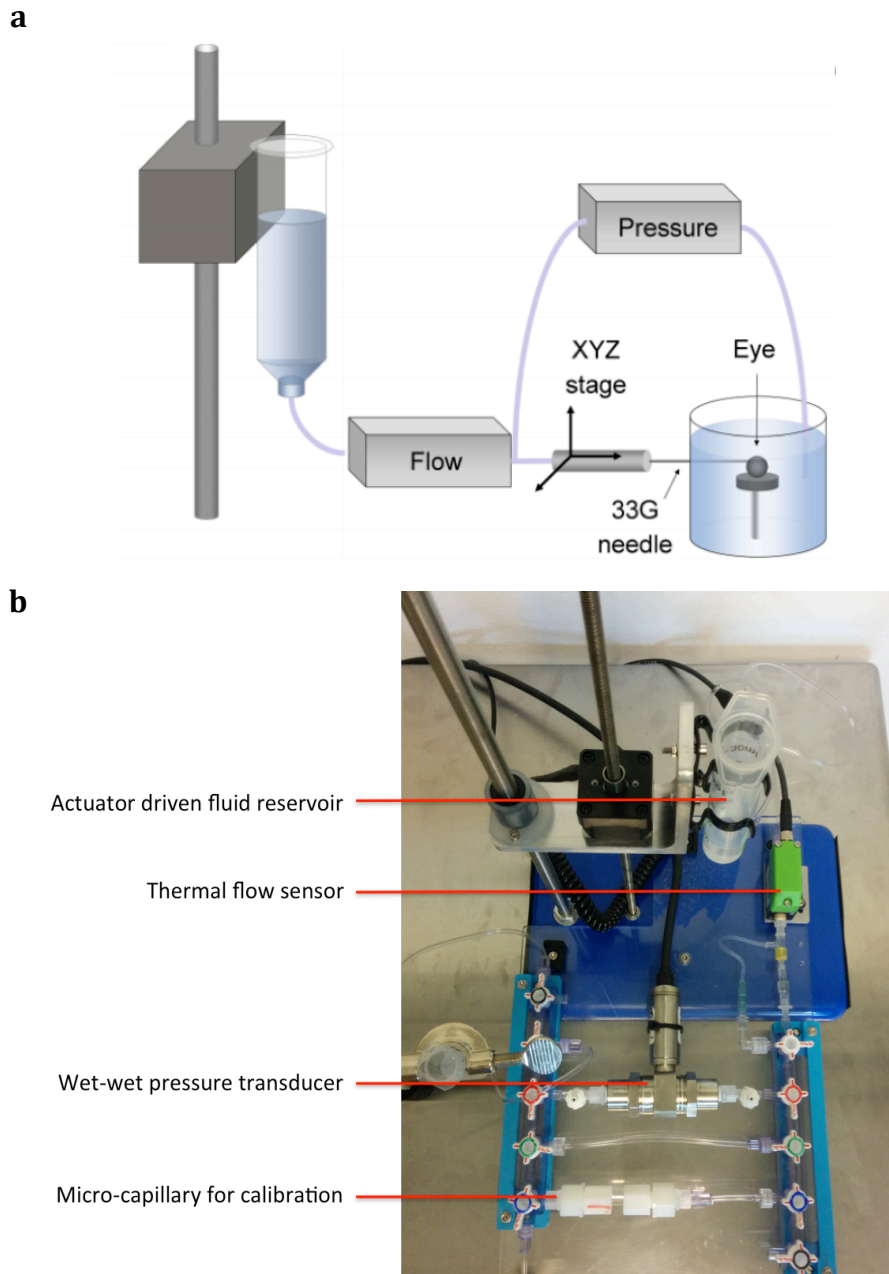 a
Pressure
XYZ
stage
Eye
Flow
33G
needle
b
Actuator driven fluid reservoir
Thermal flow sensor
Wet-wet pressure transducer
Micro-capillary for calibration